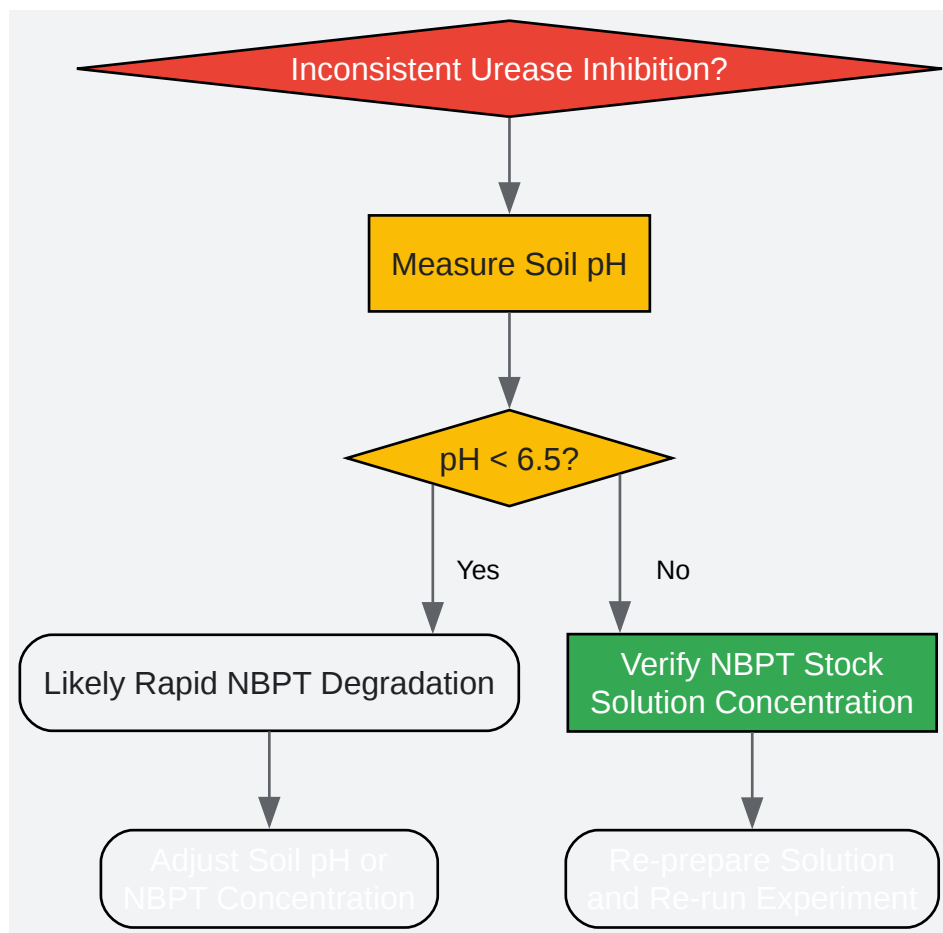 Inconsistent Urease Inhibition?
Measure Soil pH
pH < 6.5?
Yes
No
Likely Rapid NBPT Degradation
Verify NBPT Stock
Solution Concentration
Adjust Soil pH or
NBPT Concentration
Re-prepare Solution
and Re-run Experiment